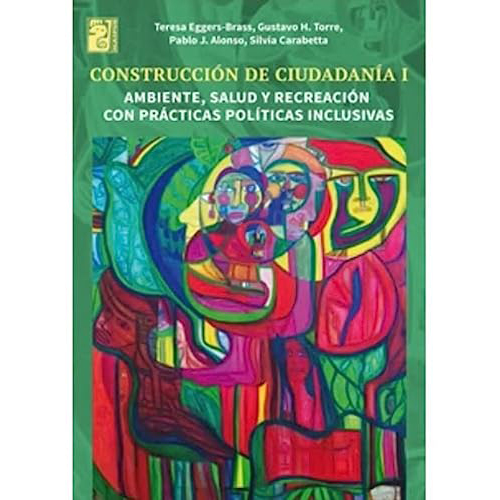 Teresa Eggers-Brass, Gustavo H. Torre,
Pablo J. Alonso, Silvia Carabetta
CONSTRUCCIÓN DE CIUDADANÍA I
AMBIENTE, SALUD Y RECREACIÓN
CON PRÁCTICAS POLÍTICAS INCLUSIVAS